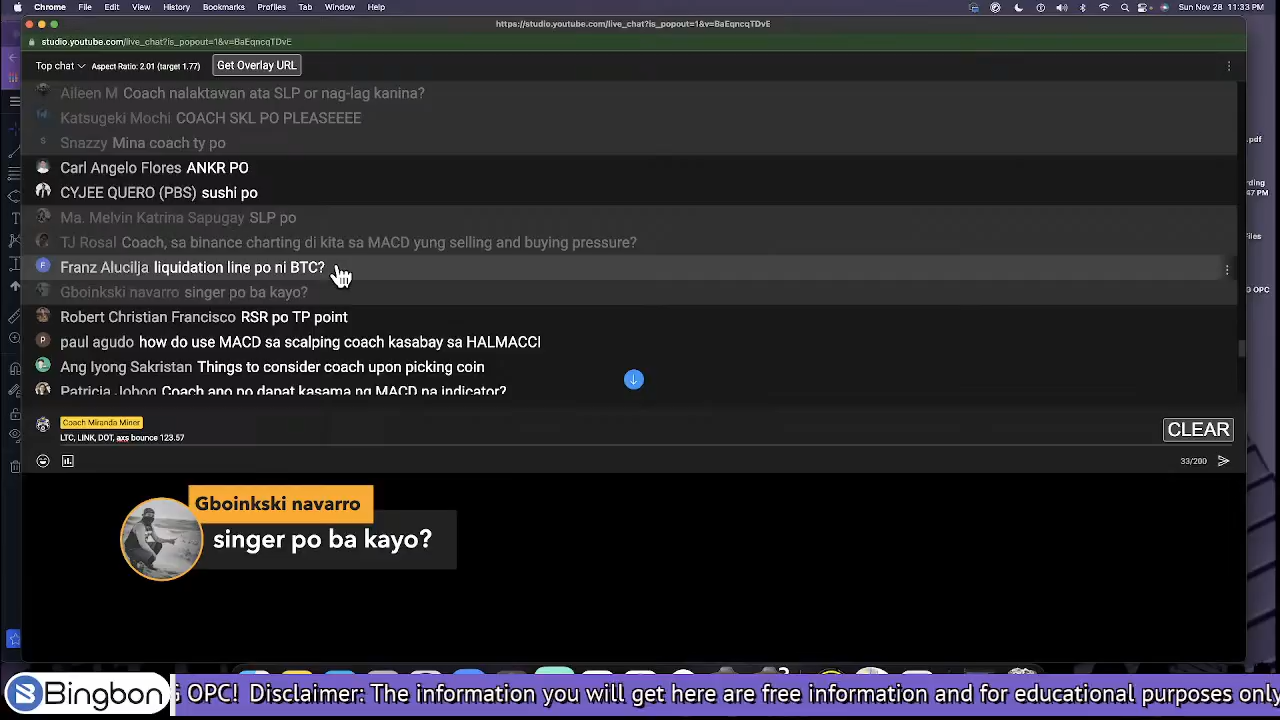 Chrome File Edit View History Bookmarks Profiles Tab Window Help Sun Nov 28 11:33 PM
https://studio.youtube.com/live_chat?is_popout=1&v=BaEqncqTDvE
studio.youtube.com/live_chat?is_popout=1&v=BaEqncqTDvE
Top chat Aspect Ratio: 2.01 (target 1.77) Get Overlay URL
Aileen M Coach nalaktawan ata SLP or nag-lag kanina?
Katsugeki Mochi COACH SKL PO PLEASEEEE
Snazzy Mina coach ty po
Carl Angelo Flores ANKR PO
CYJEE QUERO (PBS) sushi po
Ma. Melvin Katrina Sapugay SLP po
TJ Rosal Coach, sa binance charting di kita sa MACD yung selling and buying pressure?
Franz Alucilja liquidation line po ni BTC?
Gboinkski navarro singer po ba kayo?
Robert Christian Francisco RSR po TP point
paul agudo how do use MACD sa scalping coach kasabay sa HALMACCI
Ang Iyong Sakristan Things to consider coach upon picking coin
Patricia Jobog Coach ano po dapat kasama ng MACD na indicator?
Coach Miranda Miner
LTC, LINK, DOT, axs bounce 123.57
CLEAR
33/200
Gboinkski navarro
singer po ba kayo?
Bingbon
G OPC! Disclaimer: The information you will get here are free information and for educational purposes only
.pdf
rding
47 PM
Files
G OPC